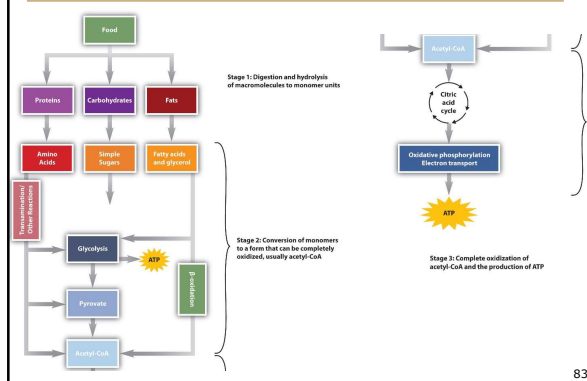 Food
Proteins
Carbohydrates
Fats
Stage 1: Digestion and hydrolysis
of macromolecules to monomer units
Amino
Acids
Simple
Sugars
Fatty acids
and glycerol
Transamination/
Other Reactions
Glycolysis
ATP
β-oxidation
Pyrovate
Acetyl-CoA
Stage 2: Conversion of monomers
to a form that can be completely
oxidized, usually acetyl-CoA
Acetyl-CoA
Citric
acid
cycle
Oxidative phosphorylation
Electron transport
ATP
Stage 3: Complete oxidization of
acetyl-CoA and the production of ATP
83